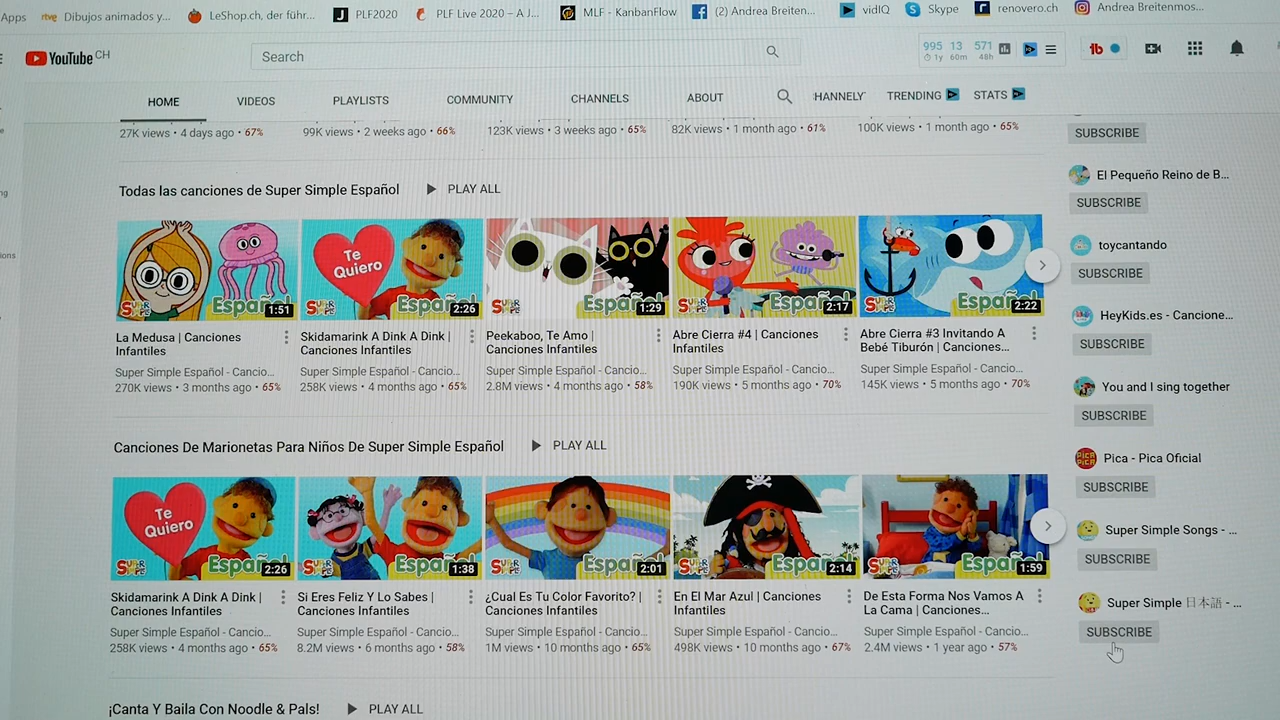 Apps
rtve Dibujos animados y...
LeShop.ch, der führ...
PLF2020
PLF Live 2020 – A J...
MLF - KanbanFlow
(2) Andrea Breiten...
vidIQ
Skype
renovero.ch
Andrea Breitenmos...
YouTube CH
Search
995 13 571
1y 60m 48h
HOME VIDEOS PLAYLISTS COMMUNITY CHANNELS ABOUT HANNELY TRENDING STATS
27K views • 4 days ago • 67%
99K views • 2 weeks ago • 66%
123K views • 3 weeks ago • 65%
82K views • 1 month ago • 61%
100K views • 1 month ago • 65%
SUBSCRIBE
El Pequeño Reino de B...
SUBSCRIBE
toycantando
SUBSCRIBE
HeyKids.es - Cancione...
SUBSCRIBE
You and I sing together
SUBSCRIBE
Pica - Pica Oficial
SUBSCRIBE
Super Simple Songs - ...
SUBSCRIBE
Super Simple 日本語 - ...
SUBSCRIBE
Todas las canciones de Super Simple Español PLAY ALL
Te
Quiero
Español 1:51
Español 2:26
Español 1:29
Español 2:17
Español 2:22
La Medusa | Canciones
Infantiles
Super Simple Español - Cancio...
270K views • 3 months ago • 65%
Skidamarink A Dink A Dink |
Canciones Infantiles
Super Simple Español - Cancio...
258K views • 4 months ago • 65%
Peekaboo, Te Amo |
Canciones Infantiles
Super Simple Español - Cancio...
2.8M views • 4 months ago • 58%
Abre Cierra #4 | Canciones
Infantiles
Super Simple Español - Cancio...
190K views • 5 months ago • 70%
Abre Cierra #3 Invitando A
Bebé Tiburón | Canciones...
Super Simple Español - Cancio...
145K views • 5 months ago • 70%
Canciones De Marionetas Para Niños De Super Simple Español PLAY ALL
Te
Quiero
Español 2:26
Español 1:38
Español 2:01
Español 2:14
Español 1:59
Skidamarink A Dink A Dink |
Canciones Infantiles
Super Simple Español - Cancio...
258K views • 4 months ago • 65%
Si Eres Feliz Y Lo Sabes |
Canciones Infantiles
Super Simple Español - Cancio...
8.2M views • 6 months ago • 58%
¿Cual Es Tu Color Favorito? |
Canciones Infantiles
Super Simple Español - Cancio...
1M views • 10 months ago • 65%
En El Mar Azul | Canciones
Infantiles
Super Simple Español - Cancio...
498K views • 10 months ago • 67%
De Esta Forma Nos Vamos A
La Cama | Canciones...
Super Simple Español - Cancio...
2.4M views • 1 year ago • 57%
¡Canta Y Baila Con Noodle & Pals! PLAY ALL